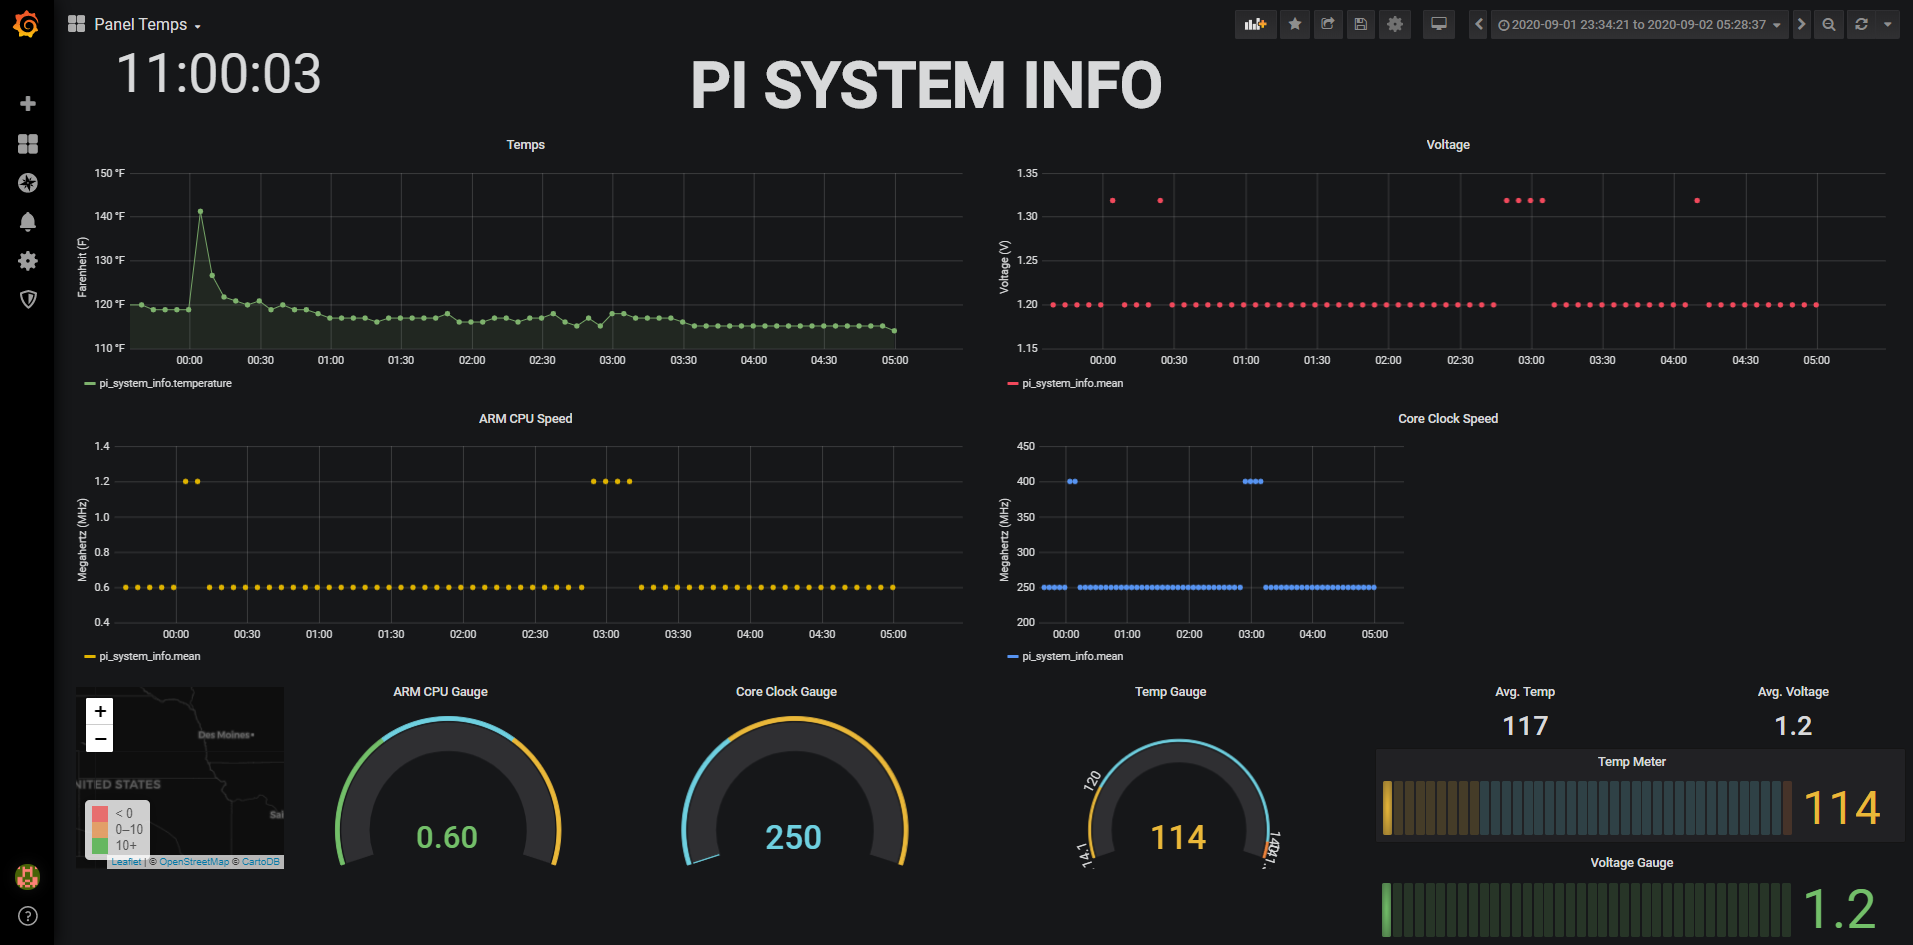 Panel Temps
2020-09-01 23:34:21 to 2020-09-02 05:28:37
11:00:03
PI SYSTEM INFO
Temps
150 °F
140 °F
130 °F
120 °F
110 °F
Farenheit (F)
00:00 00:30 01:00 01:30 02:00 02:30 03:00 03:30 04:00 04:30 05:00
pi_system_info.temperature
Voltage
1.35
1.30
1.25
1.20
1.15
Voltage (V)
00:00 00:30 01:00 01:30 02:00 02:30 03:00 03:30 04:00 04:30 05:00
pi_system_info.mean
ARM CPU Speed
1.4
1.2
1.0
0.8
0.6
0.4
Megahertz (MHz)
00:00 00:30 01:00 01:30 02:00 02:30 03:00 03:30 04:00 04:30 05:00
pi_system_info.mean
Core Clock Speed
450
400
350
300
250
200
Megahertz (MHz)
00:00 01:00 02:00 03:00 04:00 05:00
pi_system_info.mean
+
−
Des Moines
NITED STATES
Sal
< 0
0–10
10+
Leaflet | © OpenStreetMap © CartoDB
ARM CPU Gauge
0.60
Core Clock Gauge
250
Temp Gauge
120
114
Avg. Temp
117
Avg. Voltage
1.2
Temp Meter
114
Voltage Gauge
1.2
?